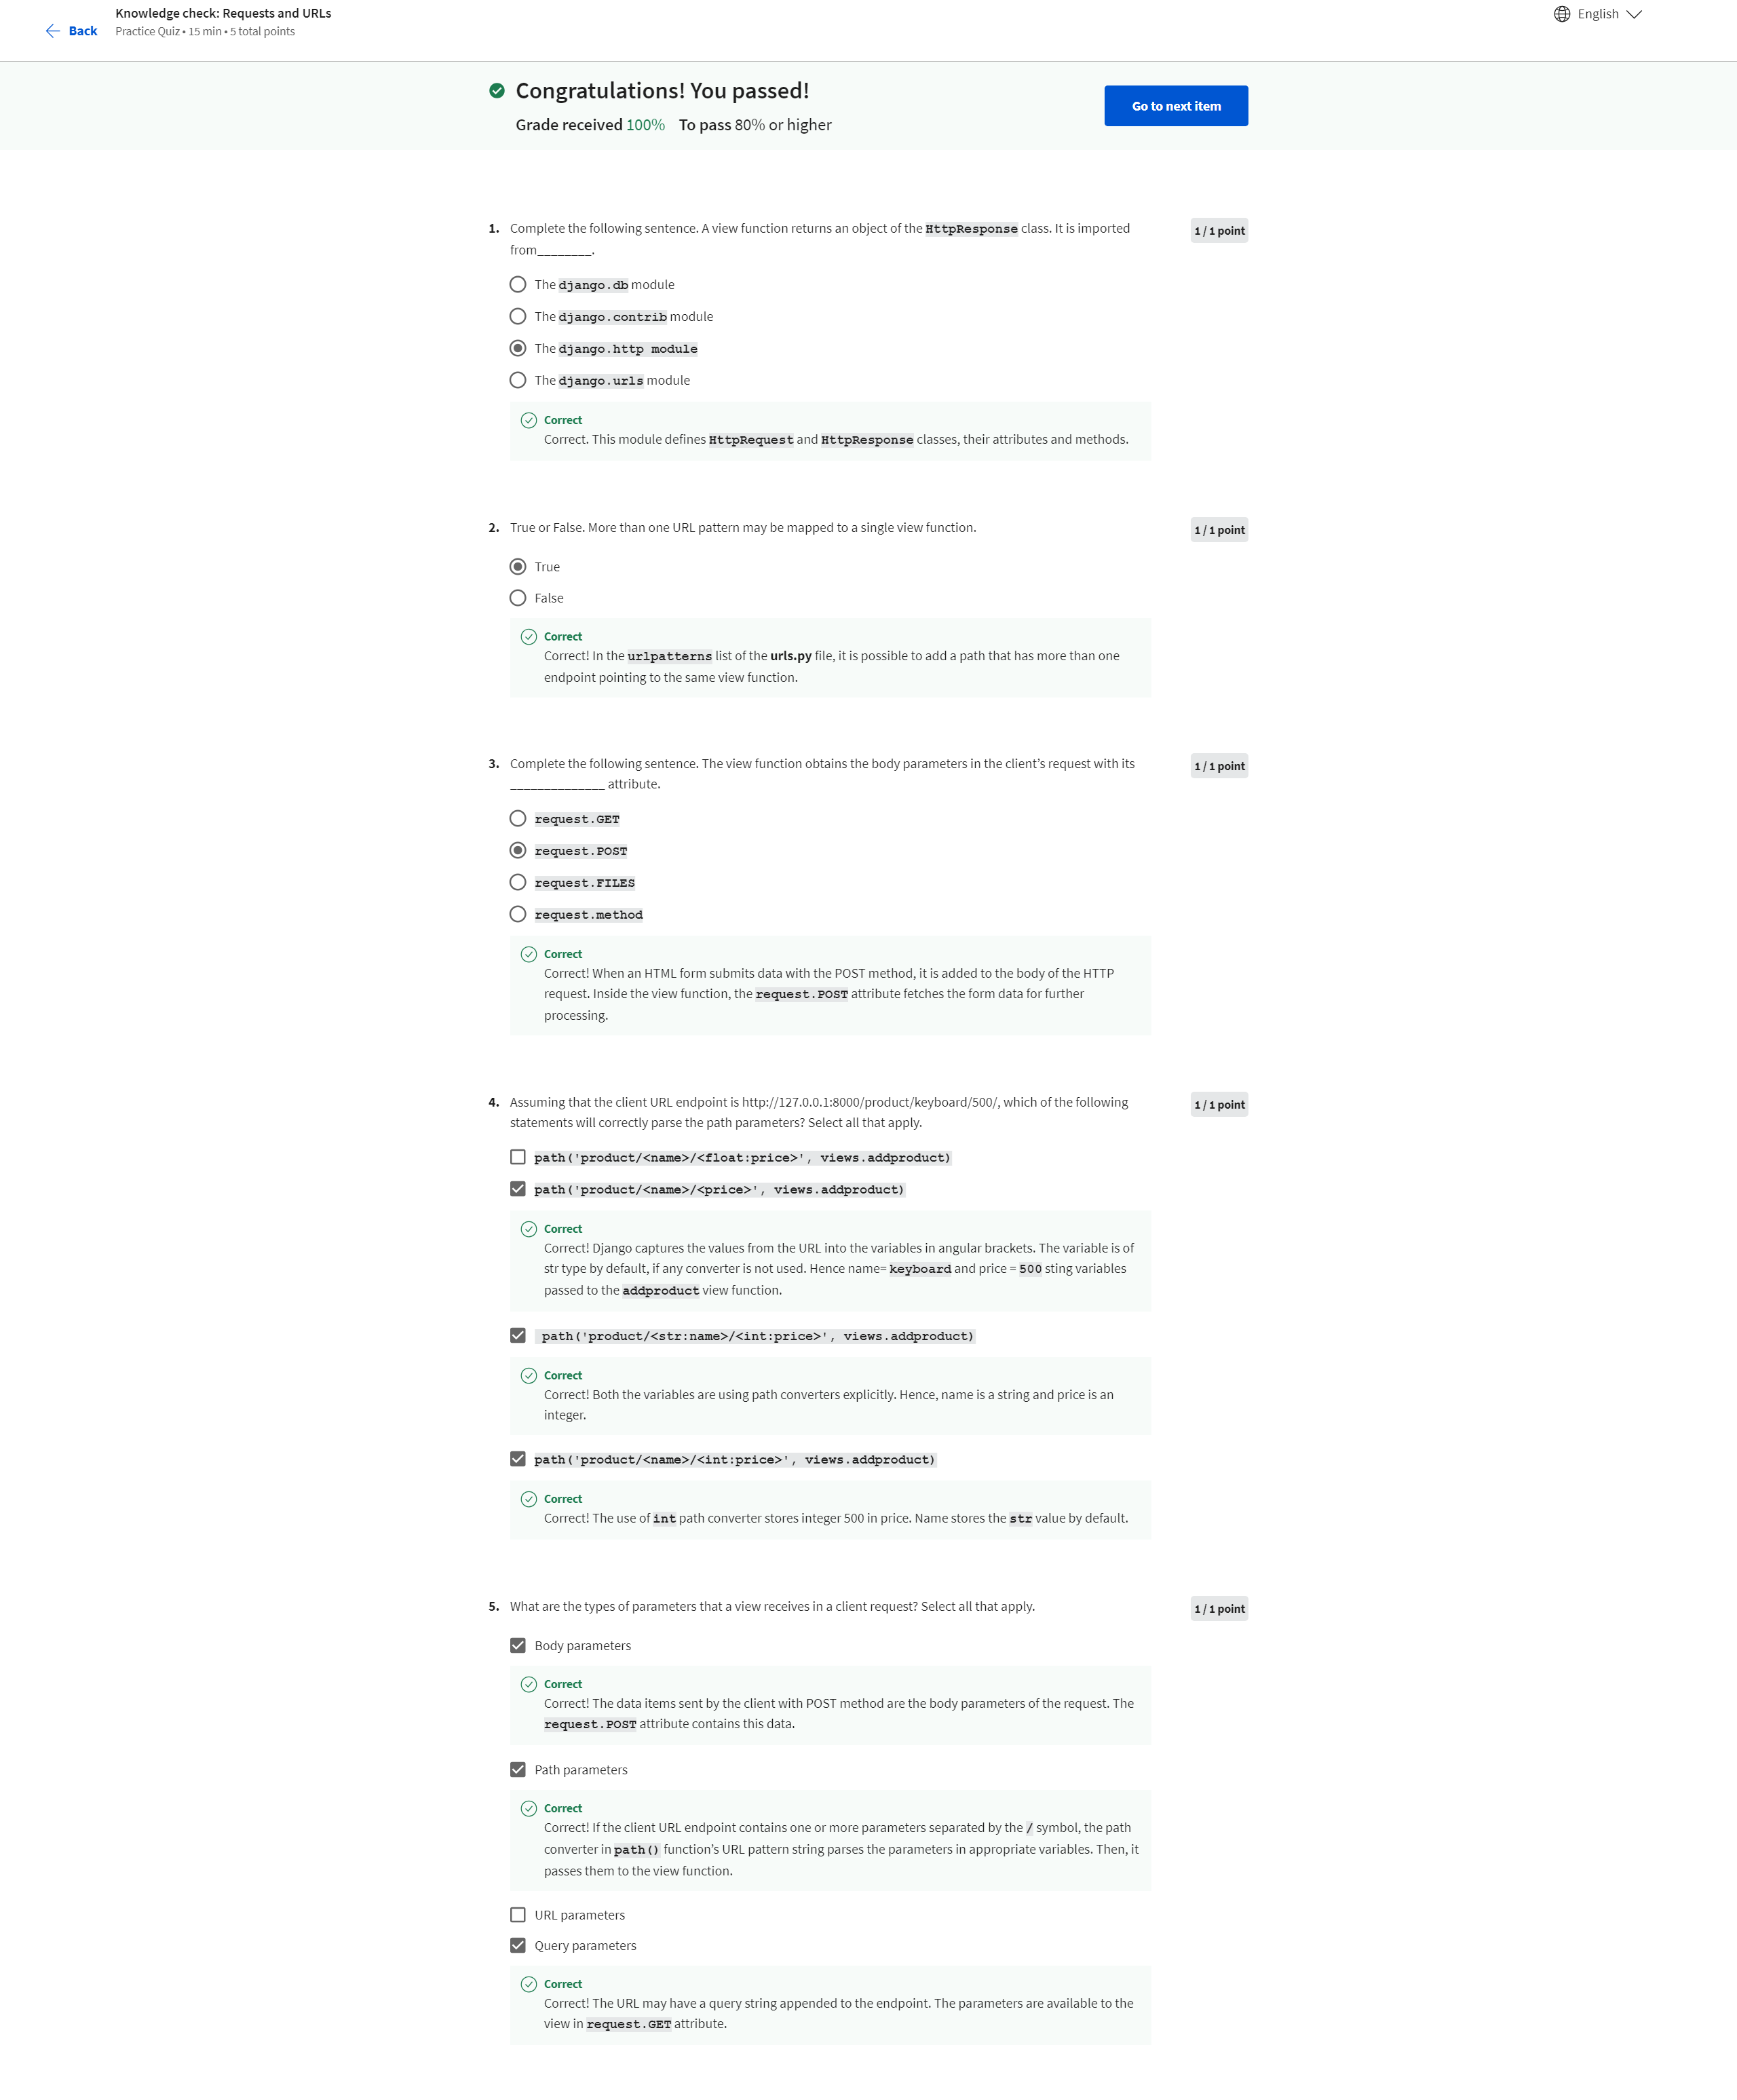 Knowledge check: Requests and URLs
Back
Practice Quiz • 15 min • 5 total points
English
Congratulations! You passed!
Grade received 100% To pass 80% or higher
Go to next item
1. Complete the following sentence. A view function returns an object of the HttpResponse class. It is imported
from________.
1 / 1 point
The django.db module
The django.contrib module
The django.http module
The django.urls module
Correct
Correct. This module defines HttpRequest and HttpResponse classes, their attributes and methods.
2. True or False. More than one URL pattern may be mapped to a single view function.
1 / 1 point
True
False
Correct
Correct! In the urlpatterns list of the urls.py file, it is possible to add a path that has more than one
endpoint pointing to the same view function.
3. Complete the following sentence. The view function obtains the body parameters in the client’s request with its
______________ attribute.
1 / 1 point
request.GET
request.POST
request.FILES
request.method
Correct
Correct! When an HTML form submits data with the POST method, it is added to the body of the HTTP
request. Inside the view function, the request.POST attribute fetches the form data for further
processing.
4. Assuming that the client URL endpoint is http://127.0.0.1:8000/product/keyboard/500/, which of the following
statements will correctly parse the path parameters? Select all that apply.
1 / 1 point
path('product/<name>/<float:price>', views.addproduct)
path('product/<name>/<price>', views.addproduct)
Correct
Correct! Django captures the values from the URL into the variables in angular brackets. The variable is of
str type by default, if any converter is not used. Hence name= keyboard and price = 500 sting variables
passed to the addproduct view function.
path('product/<str:name>/<int:price>', views.addproduct)
Correct
Correct! Both the variables are using path converters explicitly. Hence, name is a string and price is an
integer.
path('product/<name>/<int:price>', views.addproduct)
Correct
Correct! The use of int path converter stores integer 500 in price. Name stores the str value by default.
5. What are the types of parameters that a view receives in a client request? Select all that apply.
1 / 1 point
Body parameters
Correct
Correct! The data items sent by the client with POST method are the body parameters of the request. The
request.POST attribute contains this data.
Path parameters
Correct
Correct! If the client URL endpoint contains one or more parameters separated by the / symbol, the path
converter in path() function’s URL pattern string parses the parameters in appropriate variables. Then, it
passes them to the view function.
URL parameters
Query parameters
Correct
Correct! The URL may have a query string appended to the endpoint. The parameters are available to the
view in request.GET attribute.